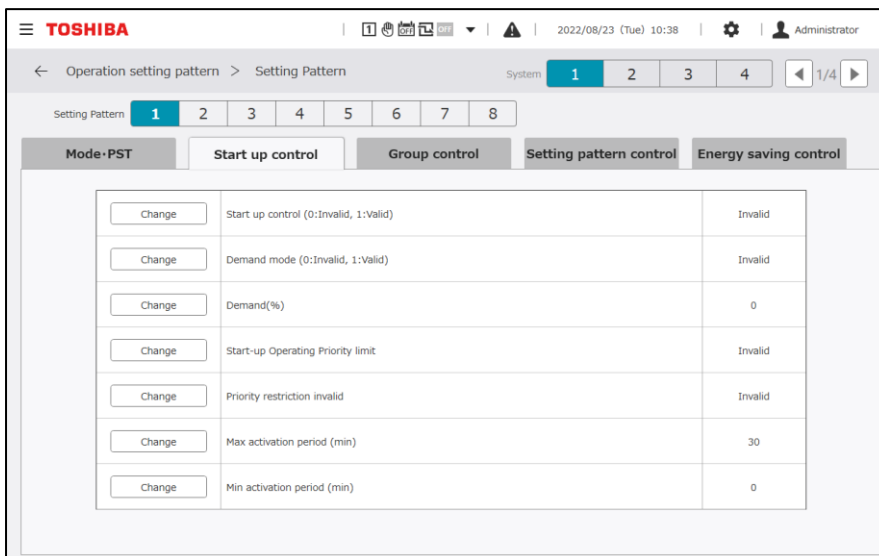 TOSHIBA 1 OFF OFF 2022/08/23 (Tue) 10:38 Administrator
Operation setting pattern > Setting Pattern System 1 2 3 4 1/4
Setting Pattern 1 2 3 4 5 6 7 8
Mode·PST Start up control Group control Setting pattern control Energy saving control
Change Start up control (0:Invalid, 1:Valid) Invalid
Change Demand mode (0:Invalid, 1:Valid) Invalid
Change Demand(%) 0
Change Start-up Operating Priority limit Invalid
Change Priority restriction invalid Invalid
Change Max activation period (min) 30
Change Min activation period (min) 0